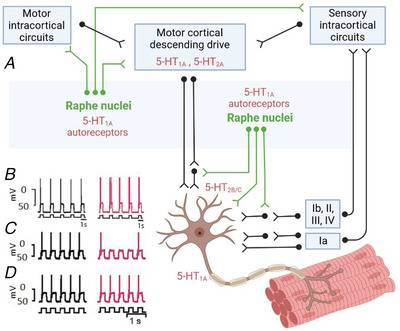 Motor
intracortical
circuits
Motor cortical
descending drive
5-HT1A , 5-HT2A
Sensory
intracortical
circuits
A
Raphe nuclei
5-HT1A
autoreceptors
5-HT1A
autoreceptors
Raphe nuclei
B
mV
0
50
1s
1s
5-HT2B/C
C
mV
0
50
Ib, II,
III, IV
Ia
D
mV
0
50
1 s
5-HT1A